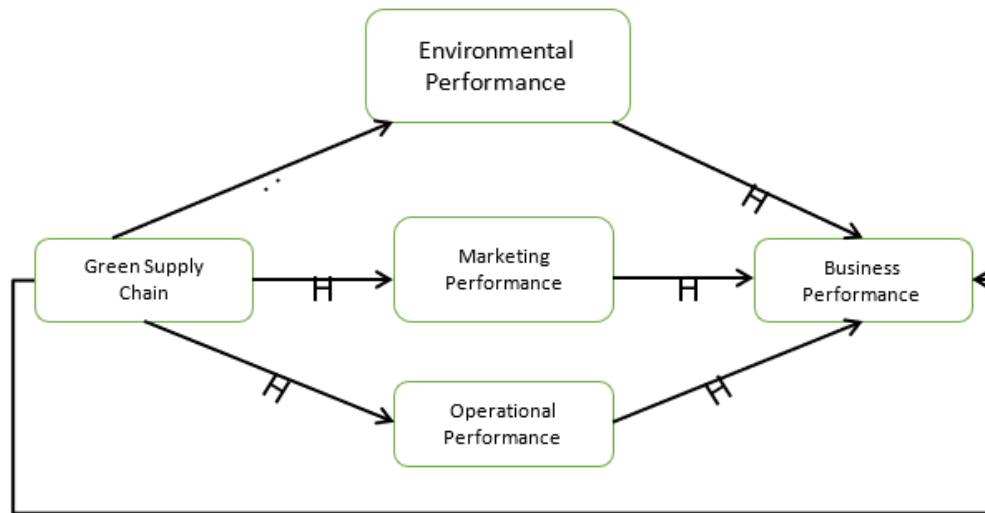 Environmental
Performance
H
Green Supply
Chain
H
Marketing
Performance
H
Business
Performance
H
Operational
Performance
H